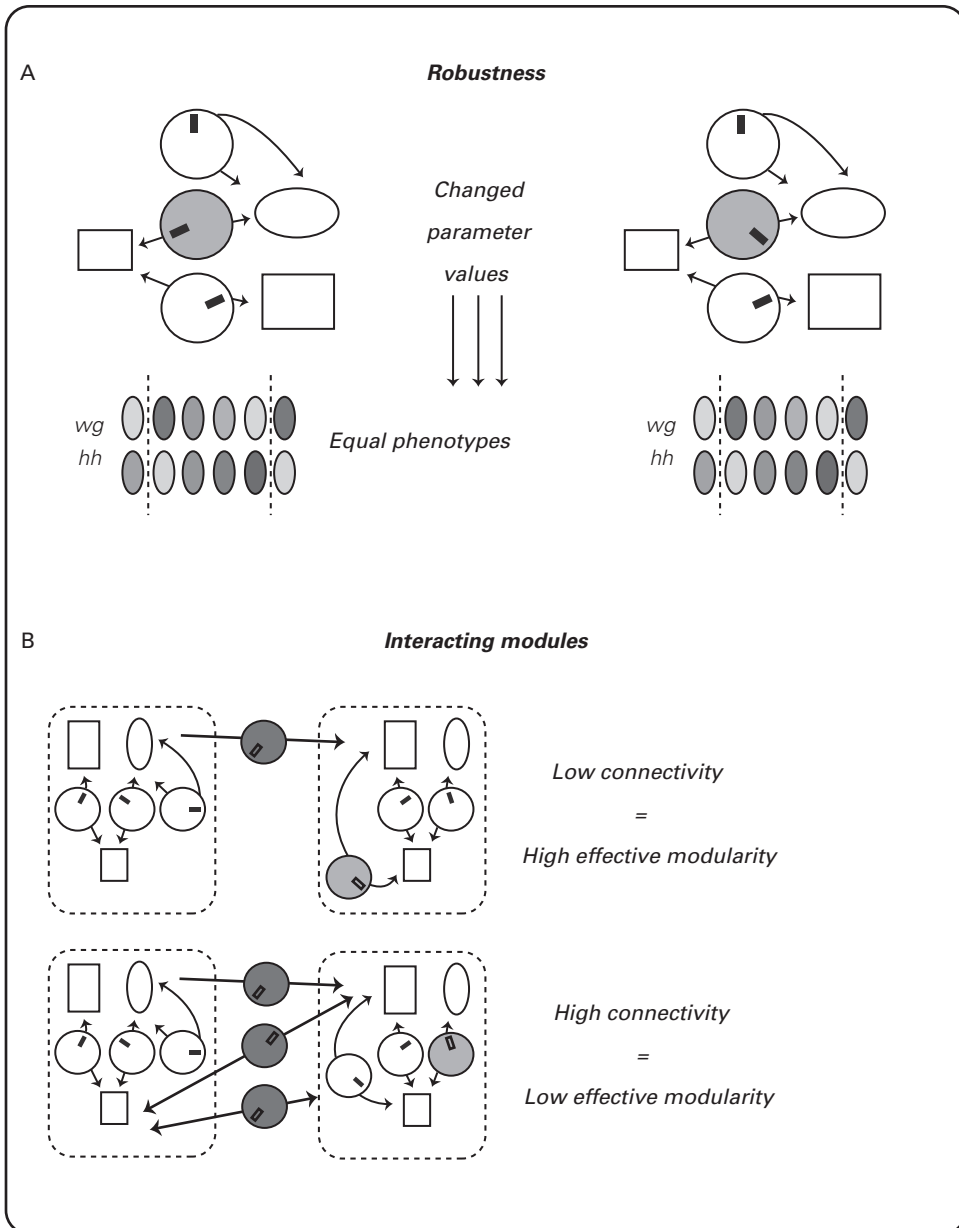 A
Robustness
Changed
parameter
values
wg
hh
Equal phenotypes
wg
hh
B
Interacting modules
Low connectivity
=
High effective modularity
High connectivity
=
Low effective modularity